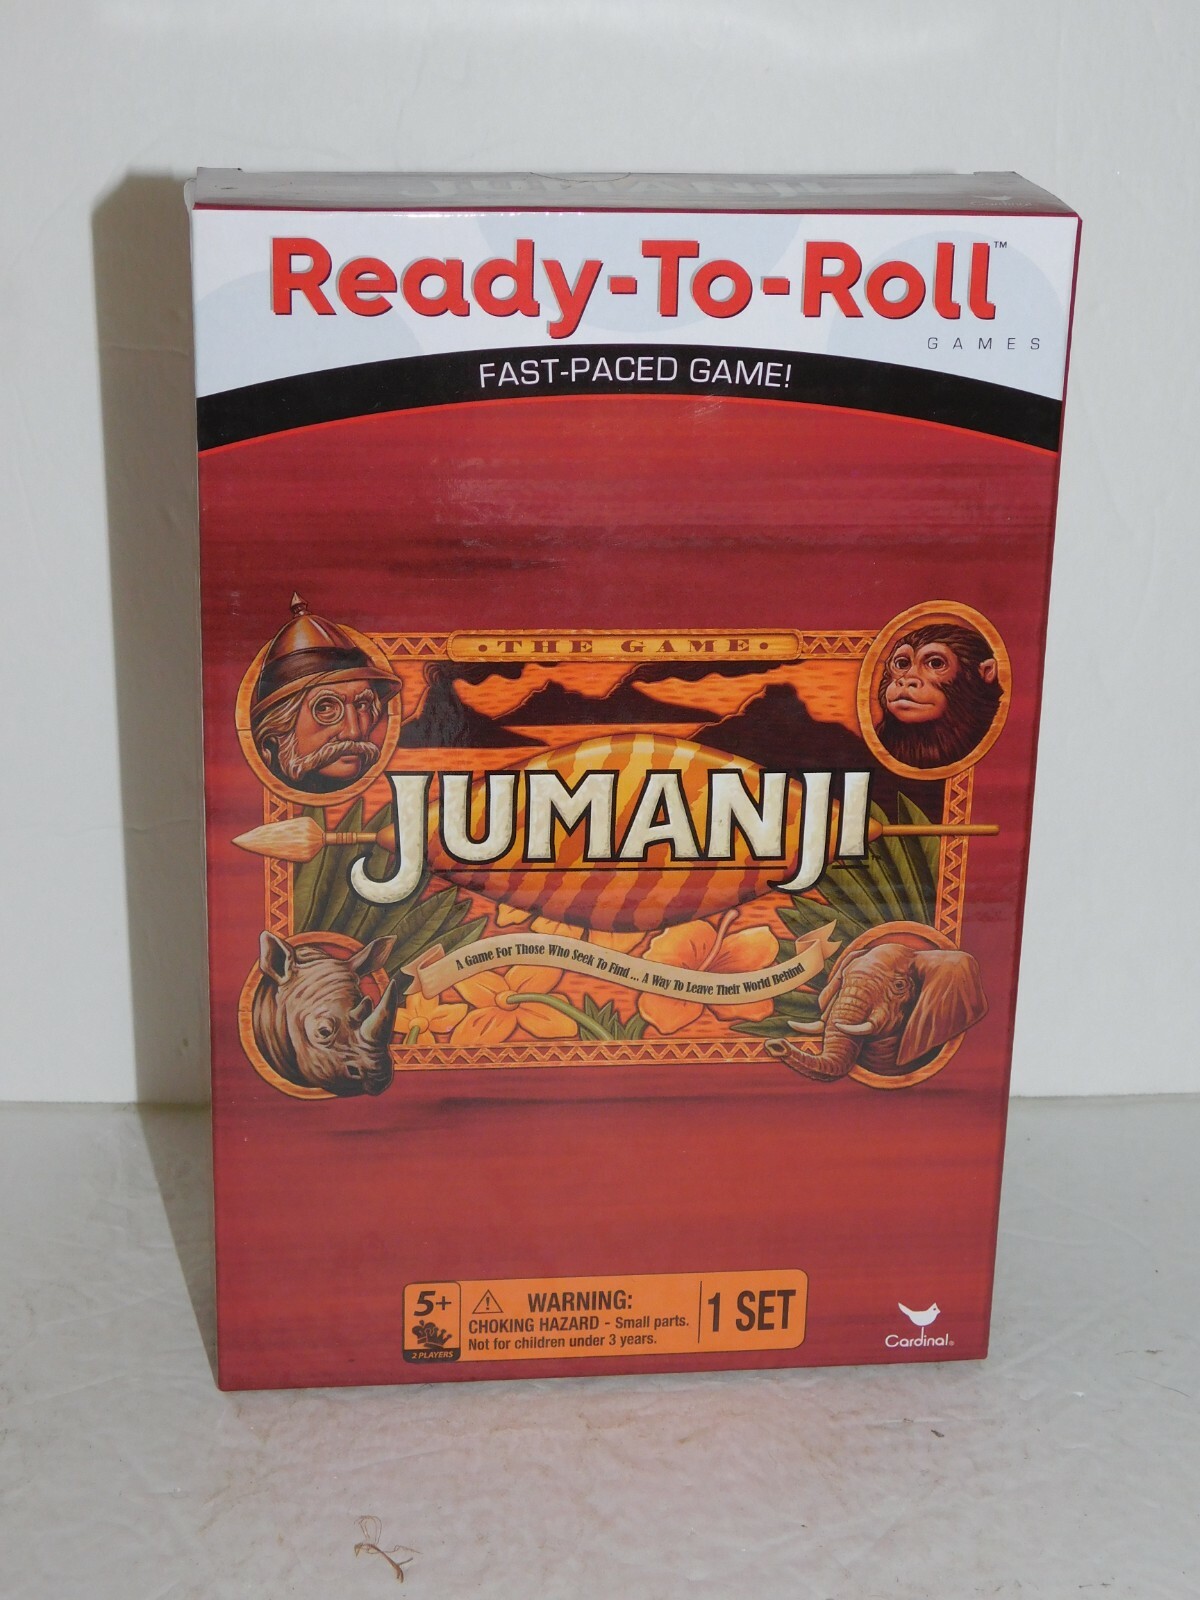 JUMANJI
Ready-To-Roll™
GAMES
FAST-PACED GAME!
• THE GAME •
JUMANJI
A Game For Those Who Seek To Find ... A Way To Leave Their World Behind
5+
2 PLAYERS
WARNING:
CHOKING HAZARD - Small parts.
Not for children under 3 years.
1 SET
Cardinal®